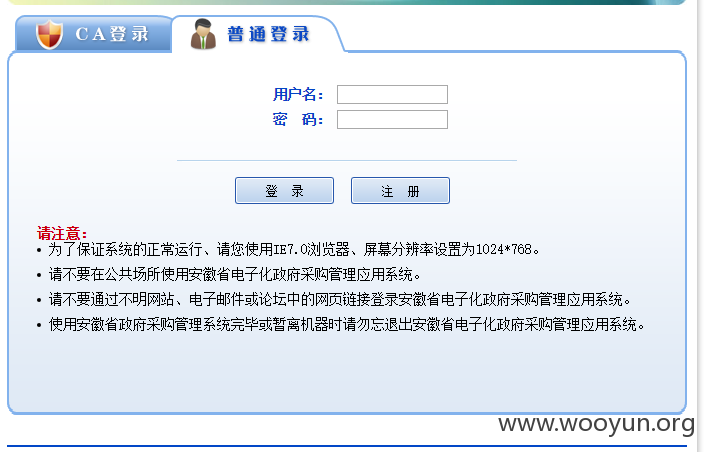 CA登录 普通登录
用户名：
密 码：
登 录 注 册
请注意：
• 为了保证系统的正常运行、请您使用IE7.0浏览器、屏幕分辨率设置为1024*768。
• 请不要在公共场所使用安徽省电子化政府采购管理应用系统。
• 请不要通过不明网站、电子邮件或论坛中的网页链接登录安徽省电子化政府采购管理应用系统。
• 使用安徽省政府采购管理系统完毕或暂离机器时请勿忘退出安徽省电子化政府采购管理应用系统。
www.wooyun.org